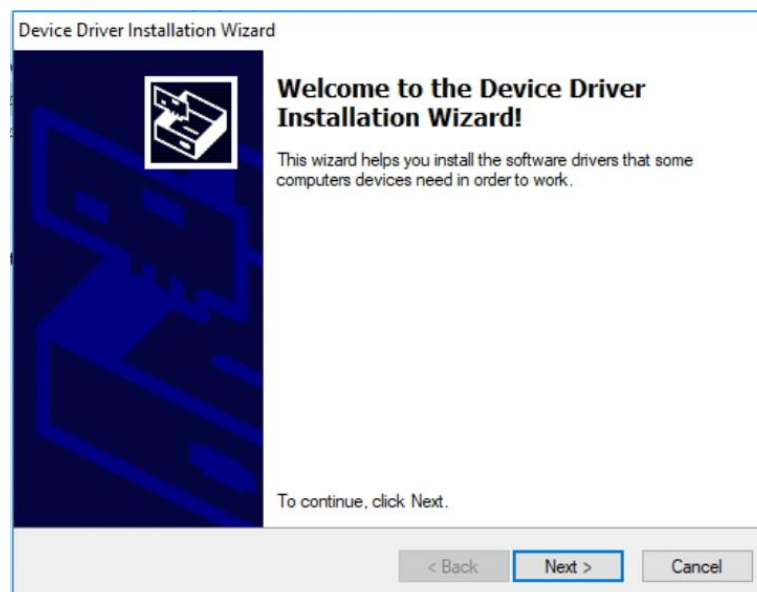 Device Driver Installation Wizard
Welcome to the Device Driver
Installation Wizard!
This wizard helps you install the software drivers that some
computers devices need in order to work.
To continue, click Next.
< Back
Next >
Cancel